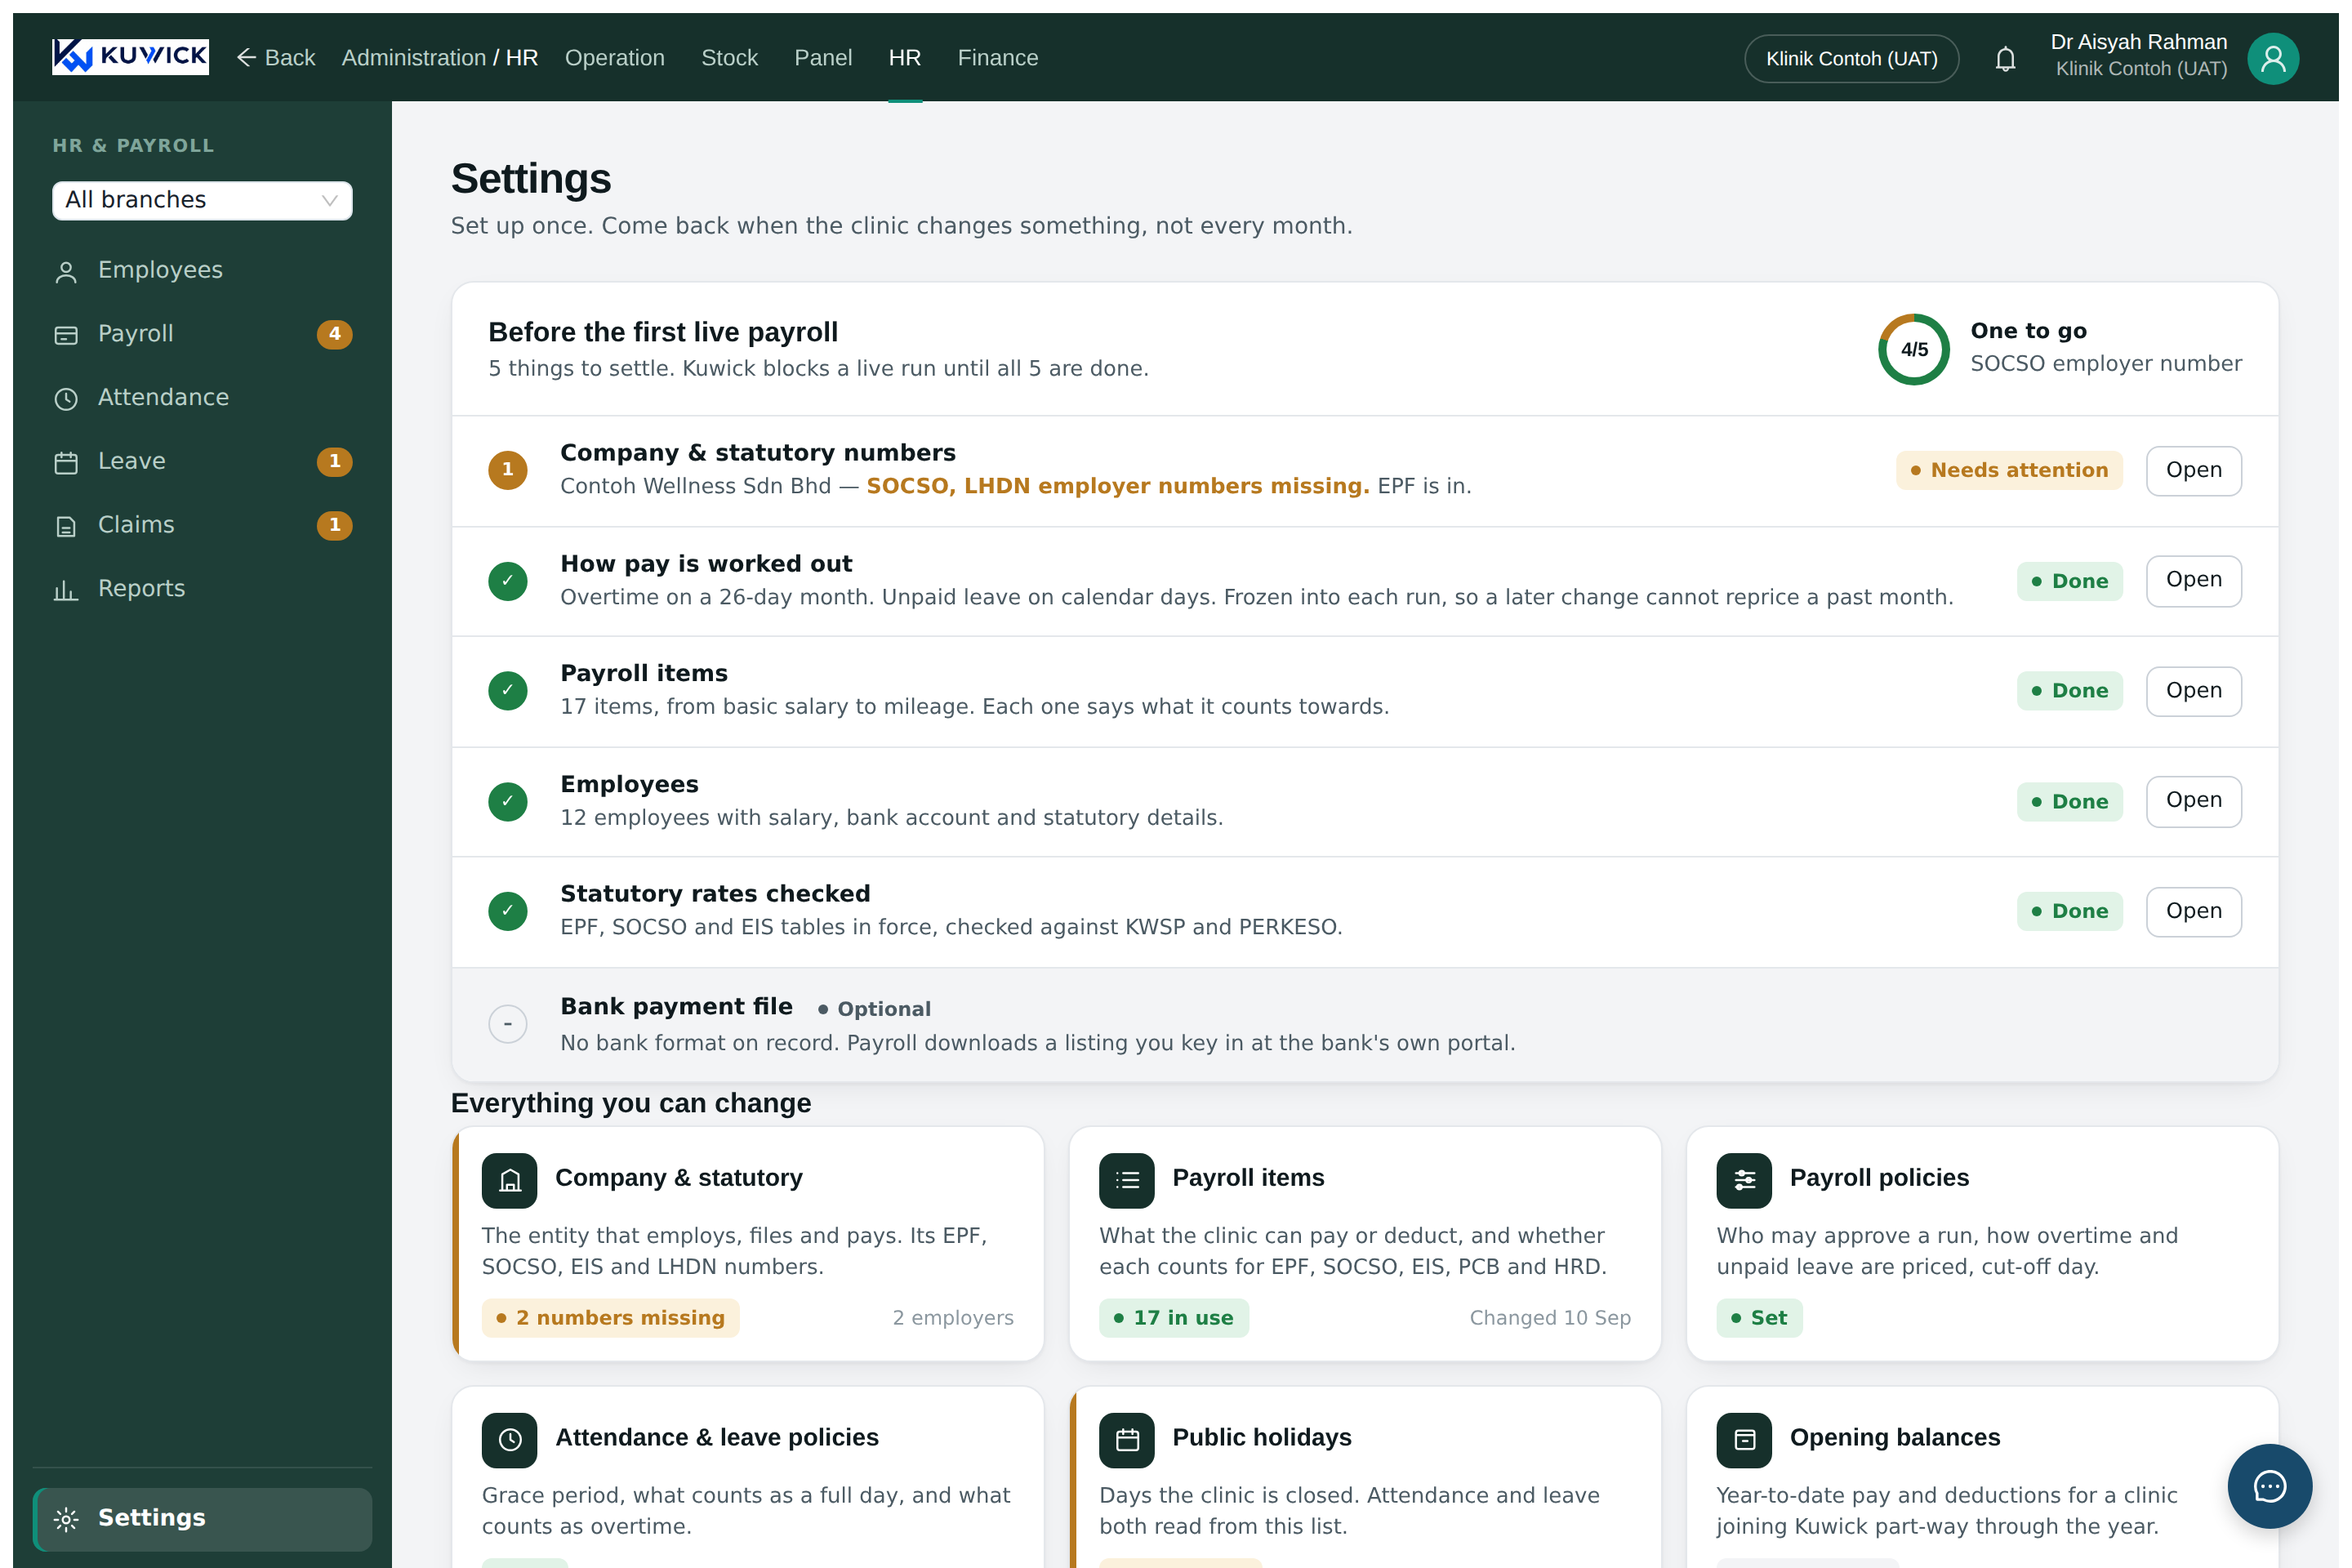 KUWICK
Back
Administration / HR
Operation
Stock
Panel
HR
Finance
Klinik Contoh (UAT)
Dr Aisyah Rahman
Klinik Contoh (UAT)
HR & PAYROLL
All branches
Employees
Payroll 4
Attendance
Leave 1
Claims 1
Reports
Settings
Settings
Set up once. Come back when the clinic changes something, not every month.
Before the first live payroll
5 things to settle. Kuwick blocks a live run until all 5 are done.
4/5
One to go
SOCSO employer number
1
Company & statutory numbers
Contoh Wellness Sdn Bhd — SOCSO, LHDN employer numbers missing. EPF is in.
Needs attention
Open
✓
How pay is worked out
Overtime on a 26-day month. Unpaid leave on calendar days. Frozen into each run, so a later change cannot reprice a past month.
Done
Open
✓
Payroll items
17 items, from basic salary to mileage. Each one says what it counts towards.
Done
Open
✓
Employees
12 employees with salary, bank account and statutory details.
Done
Open
✓
Statutory rates checked
EPF, SOCSO and EIS tables in force, checked against KWSP and PERKESO.
Done
Open
-
Bank payment file
Optional
No bank format on record. Payroll downloads a listing you key in at the bank's own portal.
Everything you can change
Company & statutory
The entity that employs, files and pays. Its EPF,
SOCSO, EIS and LHDN numbers.
2 numbers missing
2 employers
Payroll items
What the clinic can pay or deduct, and whether
each counts for EPF, SOCSO, EIS, PCB and HRD.
17 in use
Changed 10 Sep
Payroll policies
Who may approve a run, how overtime and
unpaid leave are priced, cut-off day.
Set
Attendance & leave policies
Grace period, what counts as a full day, and what
counts as overtime.
Public holidays
Days the clinic is closed. Attendance and leave
both read from this list.
Opening balances
Year-to-date pay and deductions for a clinic
joining Kuwick part-way through the year.